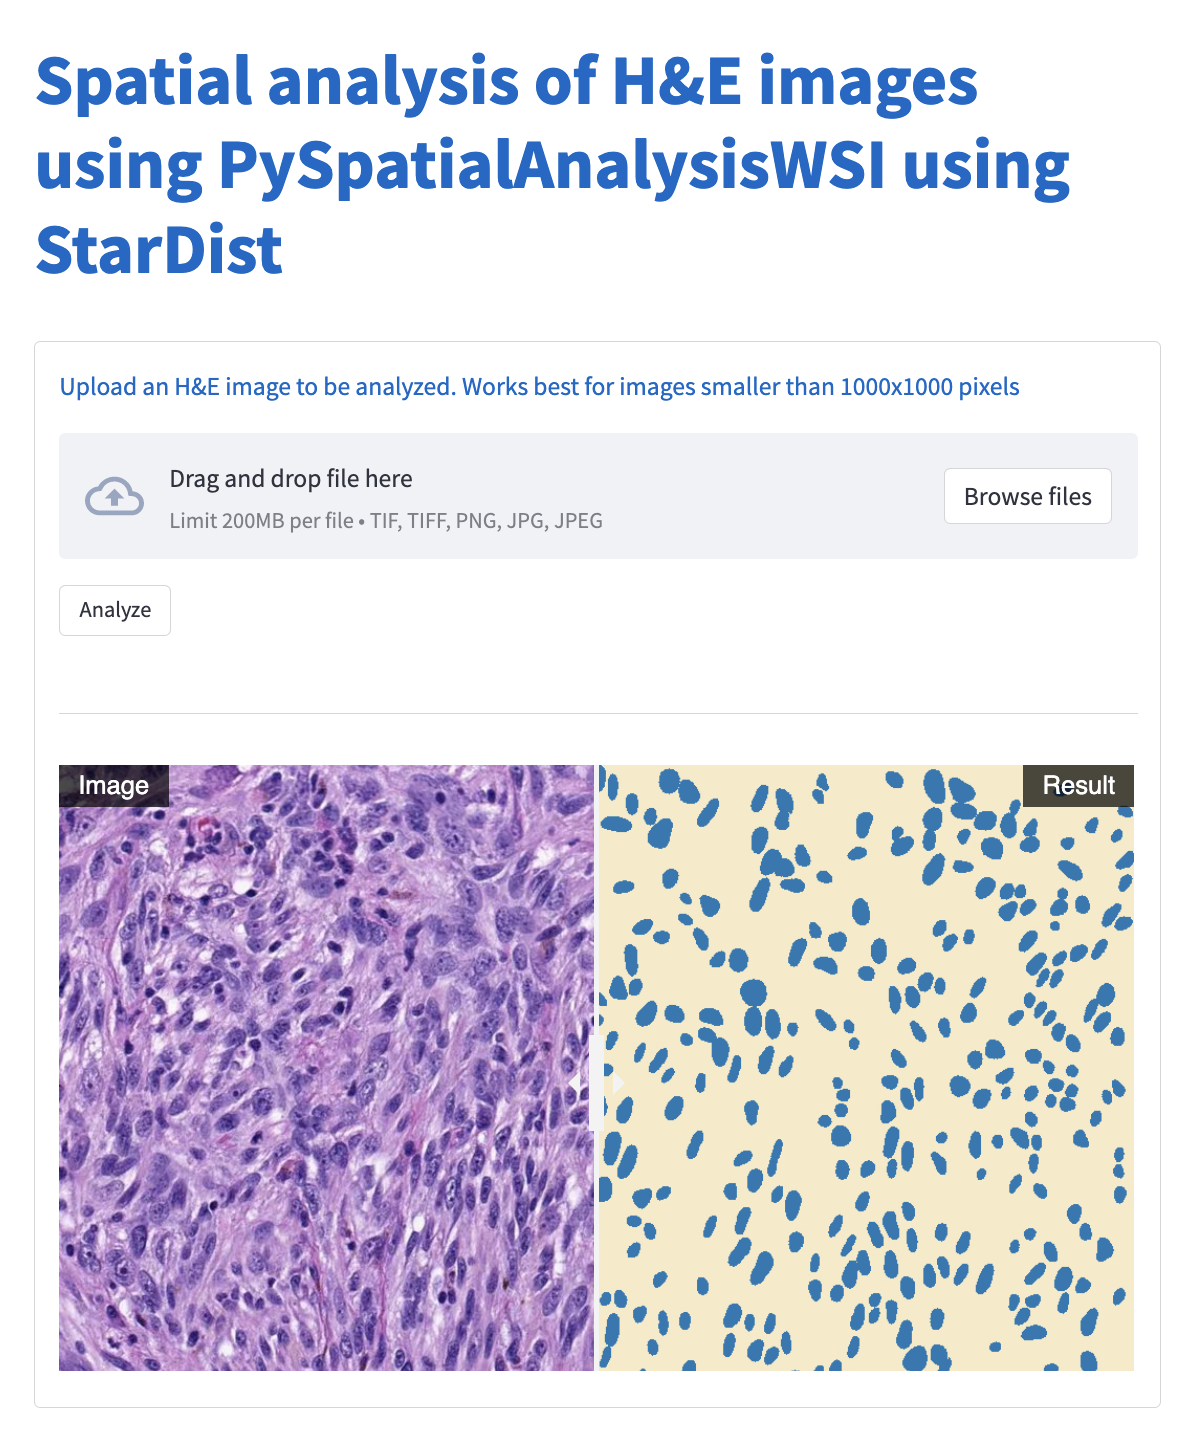 Spatial analysis of H&E images
using PySpatialAnalysisWSI using
StarDist
Upload an H&E image to be analyzed. Works best for images smaller than 1000x1000 pixels
Drag and drop file here
Limit 200MB per file • TIF, TIFF, PNG, JPG, JPEG
Browse files
Analyze
Image
Result